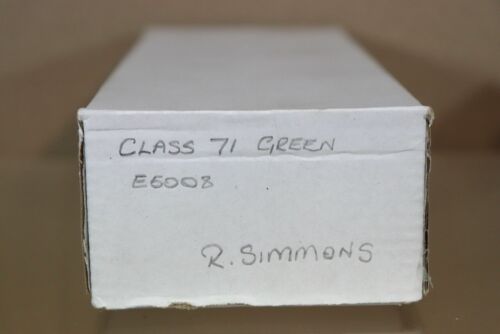 CLASS 71 GREEN
E5008
R. SIMMONS